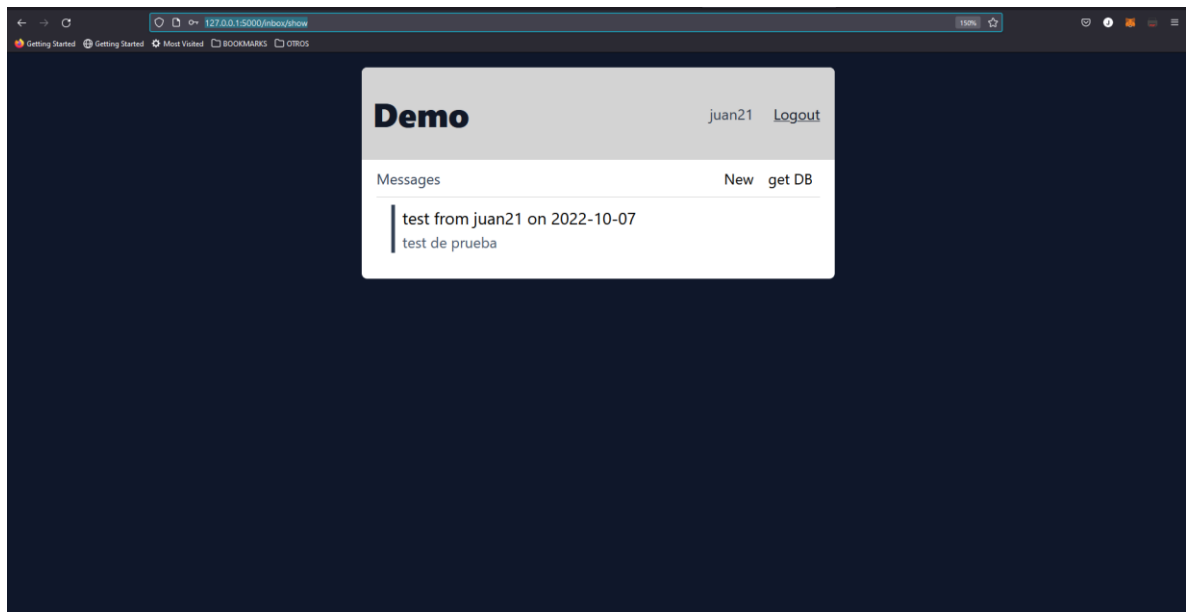 127.0.0.1:5000/inbox/show
150%
Getting Started Getting Started Most Visited BOOKMARKS OTROS
Demo juan21 Logout
Messages New get DB
test from juan21 on 2022-10-07
test de prueba